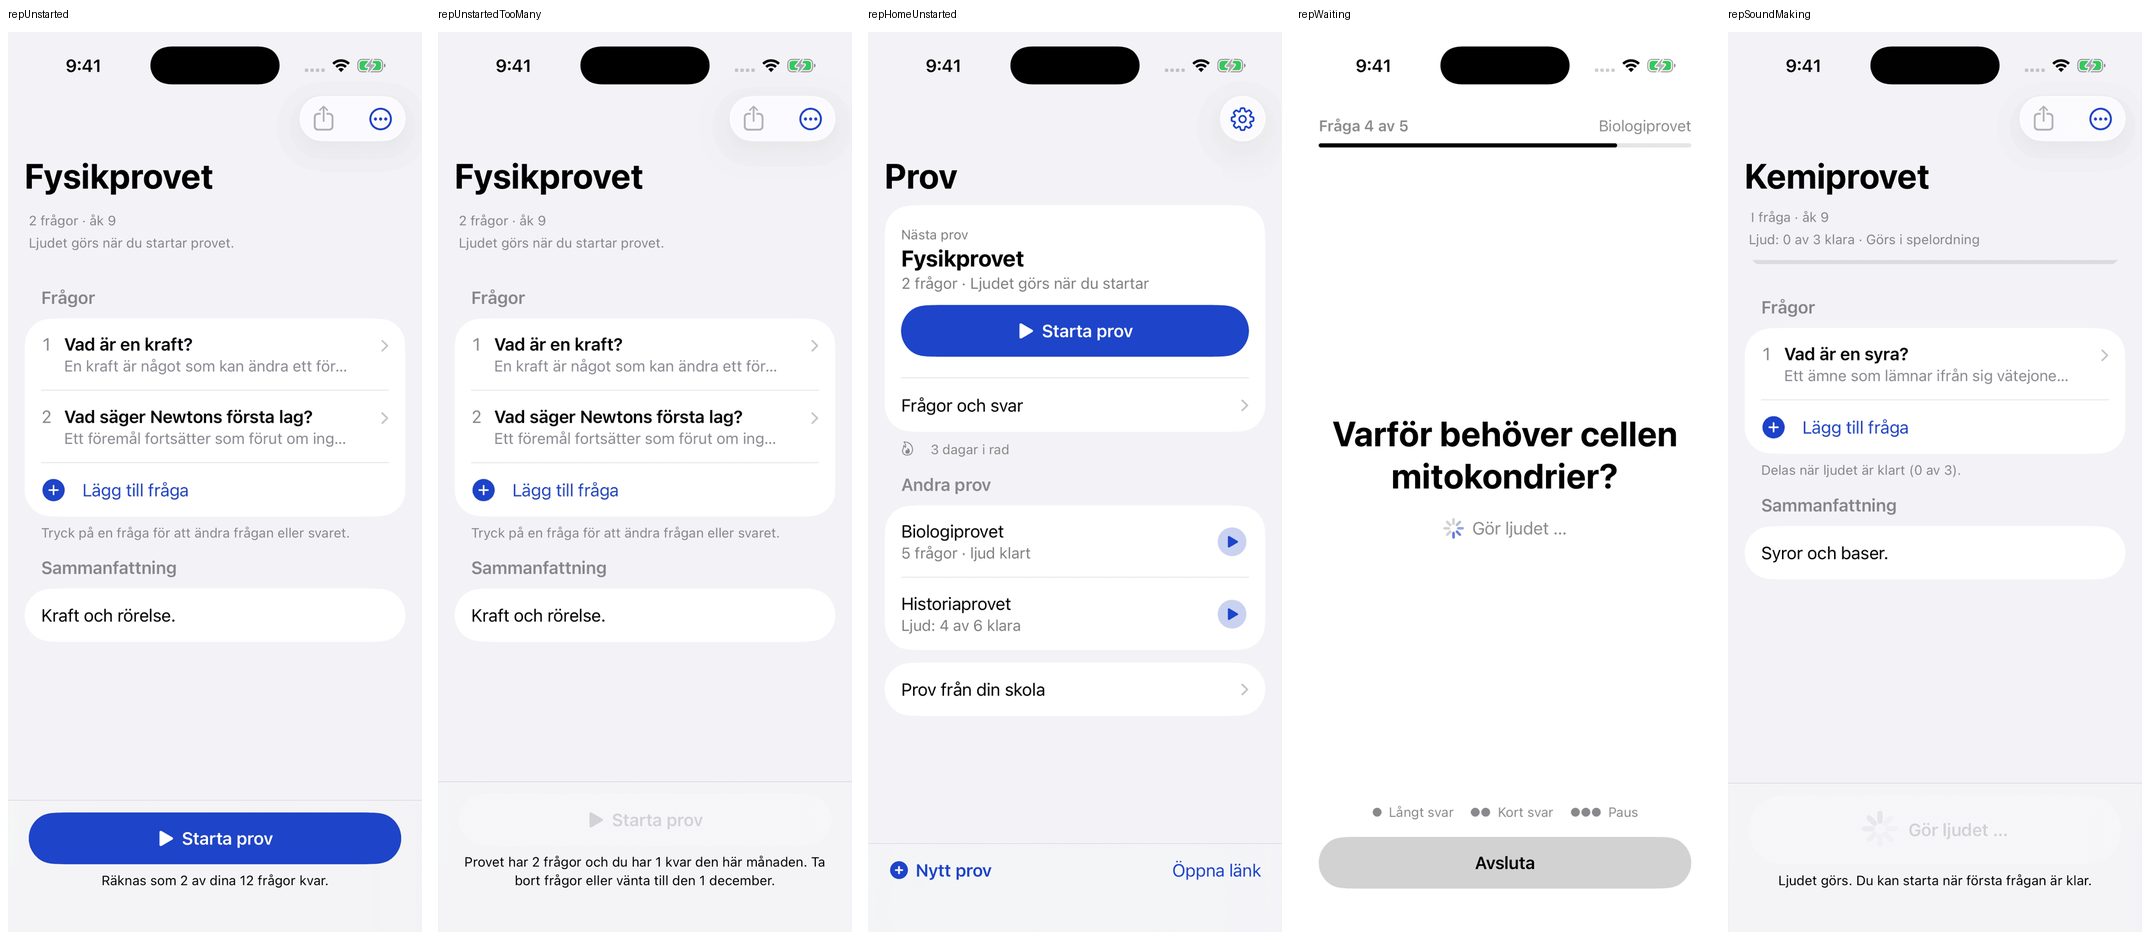 repUnstarted
9:41
Fysikprovet
2 frågor · åk 9
Ljudet görs när du startar provet.
Frågor
1 Vad är en kraft?
En kraft är något som kan ändra ett för...
2 Vad säger Newtons första lag?
Ett föremål fortsätter som förut om ing...
Lägg till fråga
Tryck på en fråga för att ändra frågan eller svaret.
Sammanfattning
Kraft och rörelse.
Starta prov
Räknas som 2 av dina 12 frågor kvar.
repUnstartedTooMany
9:41
Fysikprovet
2 frågor · åk 9
Ljudet görs när du startar provet.
Frågor
1 Vad är en kraft?
En kraft är något som kan ändra ett för...
2 Vad säger Newtons första lag?
Ett föremål fortsätter som förut om ing...
Lägg till fråga
Tryck på en fråga för att ändra frågan eller svaret.
Sammanfattning
Kraft och rörelse.
Starta prov
Provet har 2 frågor och du har 1 kvar den här månaden. Ta
bort frågor eller vänta till den 1 december.
repHomeUnstarted
9:41
Prov
Nästa prov
Fysikprovet
2 frågor · Ljudet görs när du startar
Starta prov
Frågor och svar
3 dagar i rad
Andra prov
Biologiprovet
5 frågor · ljud klart
Historiaprovet
Ljud: 4 av 6 klara
Prov från din skola
Nytt prov
Öppna länk
repWaiting
9:41
Fråga 4 av 5
Biologiprovet
Varför behöver cellen
mitokondrier?
Gör ljudet ...
Långt svar
Kort svar
Paus
Avsluta
repSoundMaking
9:41
Kemiprovet
1 fråga · åk 9
Ljud: 0 av 3 klara · Görs i spelordning
Frågor
1 Vad är en syra?
Ett ämne som lämnar ifrån sig vätejone...
Lägg till fråga
Delas när ljudet är klart (0 av 3).
Sammanfattning
Syror och baser.
Gör ljudet ...
Ljudet görs. Du kan starta när första frågan är klar.